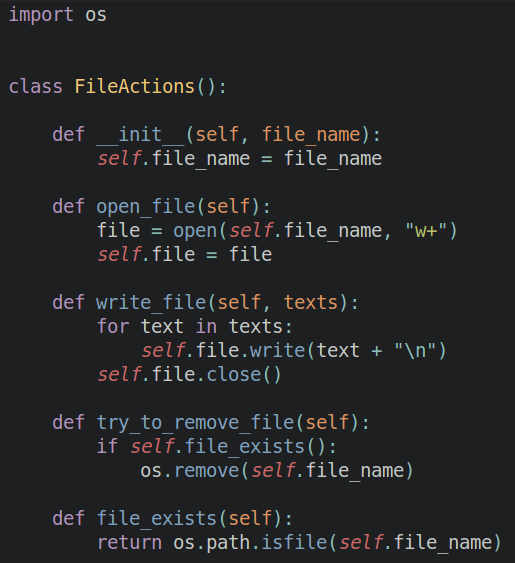 import os
class FileActions():
    def __init__(self, file_name):
        self.file_name = file_name
    def open_file(self):
        file = open(self.file_name, "w+")
        self.file = file
    def write_file(self, texts):
        for text in texts:
            self.file.write(text + "\n")
        self.file.close()
    def try_to_remove_file(self):
        if self.file_exists():
            os.remove(self.file_name)
    def file_exists(self):
        return os.path.isfile(self.file_name)